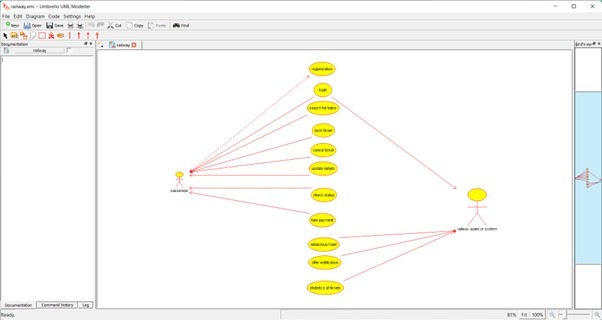 railway.xmi – Umbrello UML Modeller
File Edit Diagram Code Settings Help
New Open Save Cut Copy Paste Find
Documentation
railway
railway
registration
login
search for trains
book ticket
cancel ticket
update details
check status
fare payment
refund payment
offer notification
statistics of tickets
passenger
railway agent or system
Documentation Command history Log
Ready.
81% Fit 100%